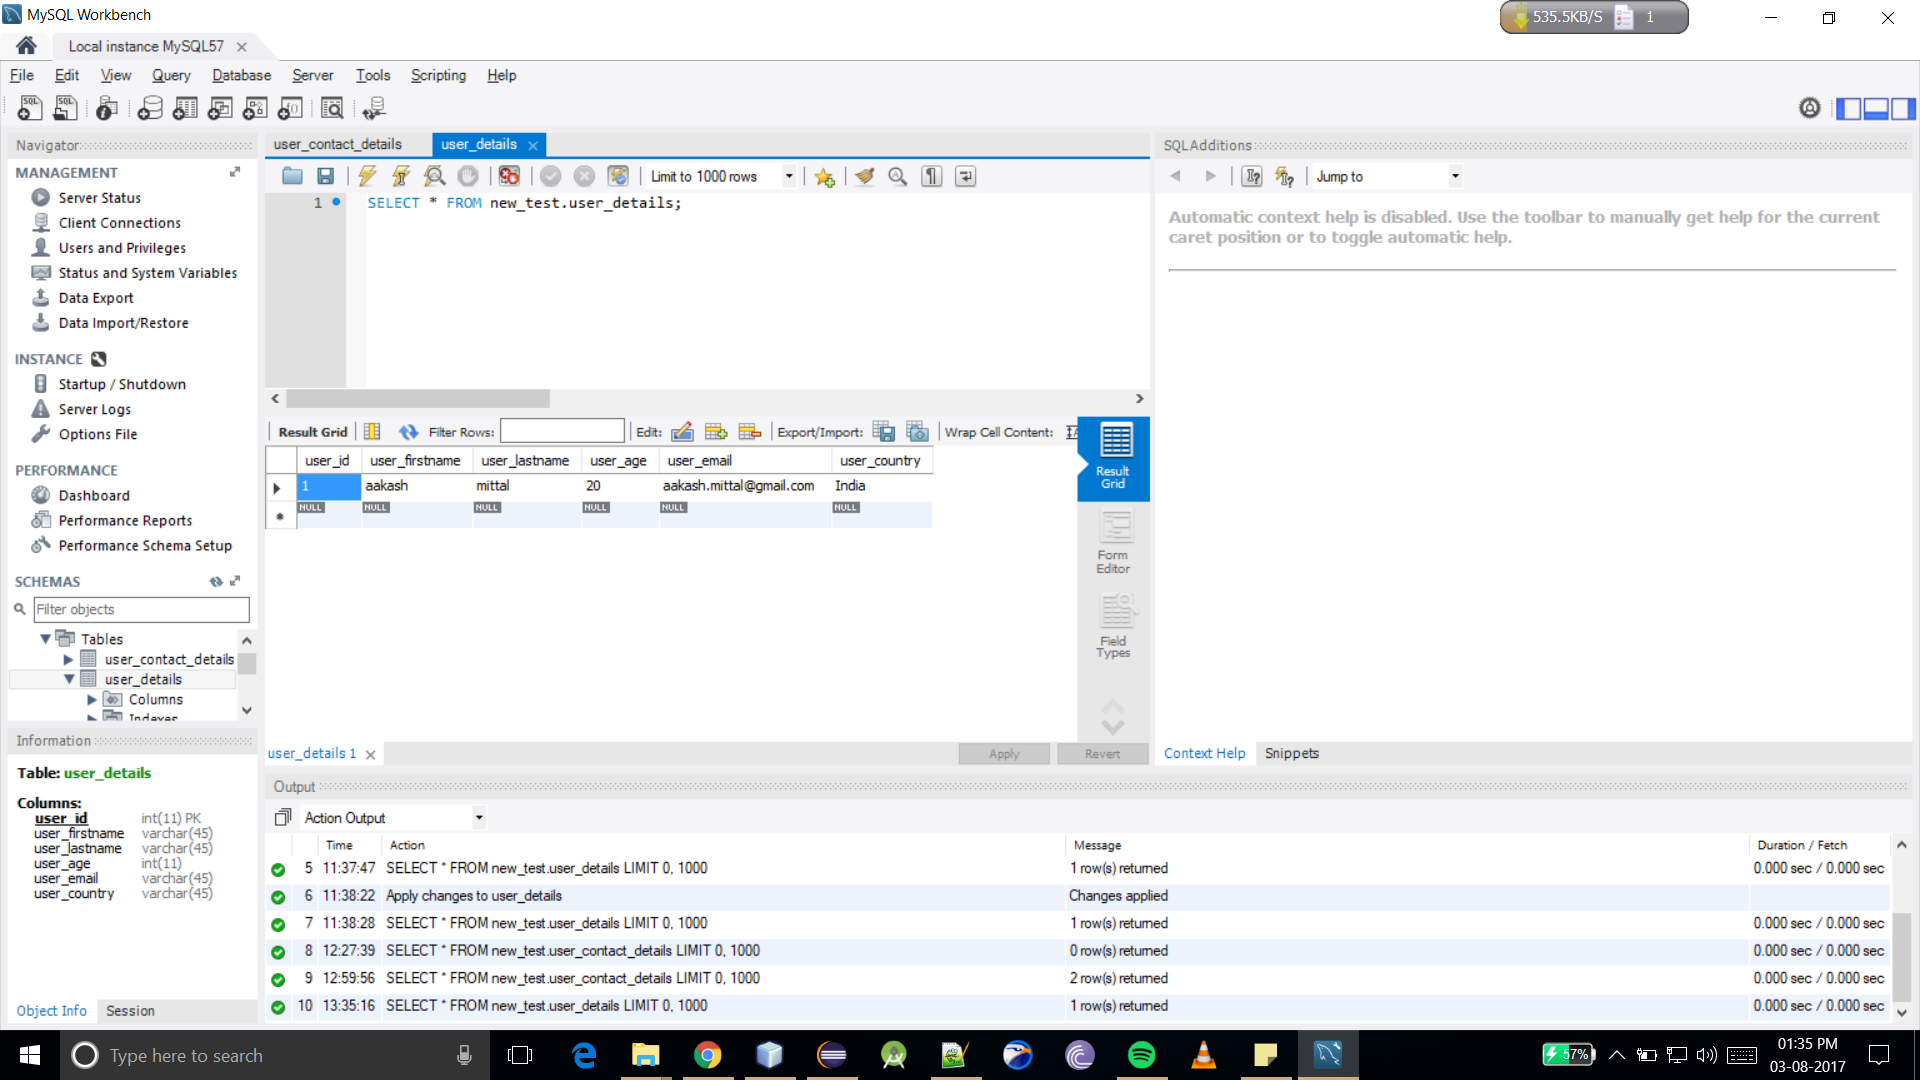 MySQL Workbench
535.5KB/S 1
Local instance MySQL57
File Edit View Query Database Server Tools Scripting Help
Navigator
MANAGEMENT
Server Status
Client Connections
Users and Privileges
Status and System Variables
Data Export
Data Import/Restore
INSTANCE
Startup / Shutdown
Server Logs
Options File
PERFORMANCE
Dashboard
Performance Reports
Performance Schema Setup
SCHEMAS
Filter objects
Tables
user_contact_details
user_details
Columns
Indexes
Information
Table: user_details
Columns:
user_id int(11) PK
user_firstname varchar(45)
user_lastname varchar(45)
user_age int(11)
user_email varchar(45)
user_country varchar(45)
Object Info Session
user_contact_details user_details
Limit to 1000 rows
1 SELECT * FROM new_test.user_details;
Result Grid Filter Rows: Edit: Export/Import: Wrap Cell Content:
user_id user_firstname user_lastname user_age user_email user_country
1 aakash mittal 20 aakash.mittal@gmail.com India
NULL NULL NULL NULL NULL NULL
Result
Grid
Form
Editor
Field
Types
user_details 1 Apply Revert
SQLAdditions
Jump to
Automatic context help is disabled. Use the toolbar to manually get help for the current
caret position or to toggle automatic help.
Context Help Snippets
Output
Action Output
Time Action Message Duration / Fetch
5 11:37:47 SELECT * FROM new_test.user_details LIMIT 0, 1000 1 row(s) returned 0.000 sec / 0.000 sec
6 11:38:22 Apply changes to user_details Changes applied
7 11:38:28 SELECT * FROM new_test.user_details LIMIT 0, 1000 1 row(s) returned 0.000 sec / 0.000 sec
8 12:27:39 SELECT * FROM new_test.user_contact_details LIMIT 0, 1000 0 row(s) returned 0.000 sec / 0.000 sec
9 12:59:56 SELECT * FROM new_test.user_contact_details LIMIT 0, 1000 2 row(s) returned 0.000 sec / 0.000 sec
10 13:35:16 SELECT * FROM new_test.user_details LIMIT 0, 1000 1 row(s) returned 0.000 sec / 0.000 sec
Type here to search
57%
01:35 PM
03-08-2017